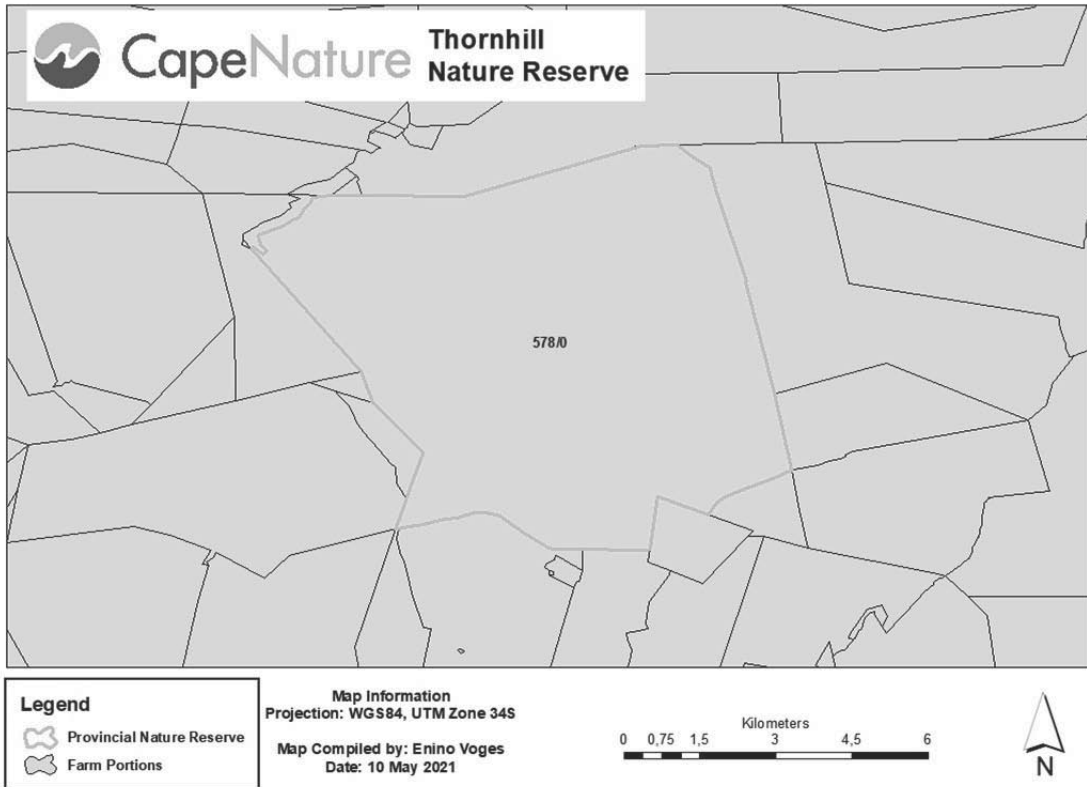 CapeNature
Thornhill
Nature Reserve
578/0
Legend
Provincial Nature Reserve
Farm Portions
Map Information
Projection: WGS84, UTM Zone 34S
Map Compiled by: Enino Voges
Date: 10 May 2021
Kilometers
0 0,75 1,5 3 4,5 6
N